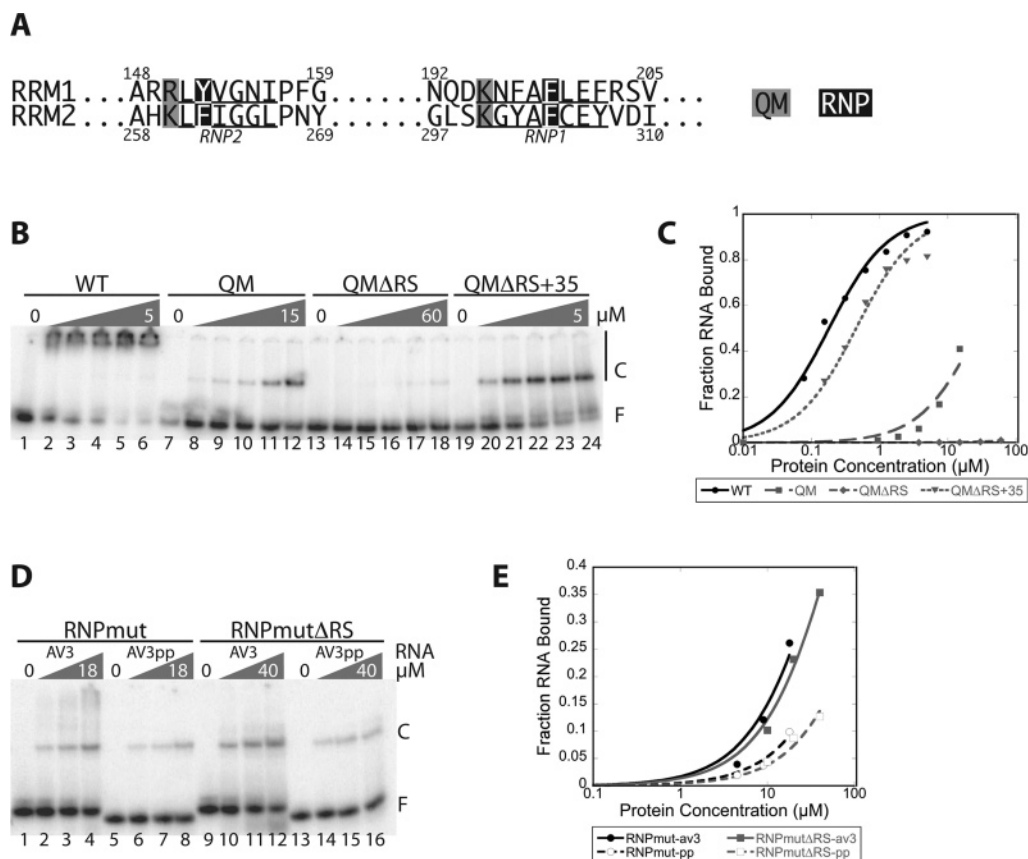 A
148 159 192 205
RRM1 ... ARRLYVGNIPFG ...... NQDKNFAFLEFRSV ... QM RNP
RRM2 ... AHKLFIGGLPNY ...... GLSKGYAFCEYVDI ...
258 RNP2 269 297 RNP1 310
B
WT QM QMΔRS QMΔRS+35
0 5 0 15 0 60 0 5 μM
C
F
1 2 3 4 5 6 7 8 9 10 11 12 13 14 15 16 17 18 19 20 21 22 23 24
C
Fraction RNA Bound
1
0.8
0.6
0.4
0.2
0
0.01 0.1 1 10 100
Protein Concentration (μM)
WT QM QMΔRS QMΔRS+35
D
RNPmut RNPmutΔRS
AV3 AV3pp AV3 AV3pp RNA
0 18 0 18 0 40 0 40 μM
C
F
1 2 3 4 5 6 7 8 9 10 11 12 13 14 15 16
E
Fraction RNA Bound
0.4
0.35
0.3
0.25
0.2
0.15
0.1
0.05
0
0.1 1 10 100
Protein Concentration (μM)
RNPmut-av3 RNPmutΔRS-av3
RNPmut-pp RNPmutΔRS-pp